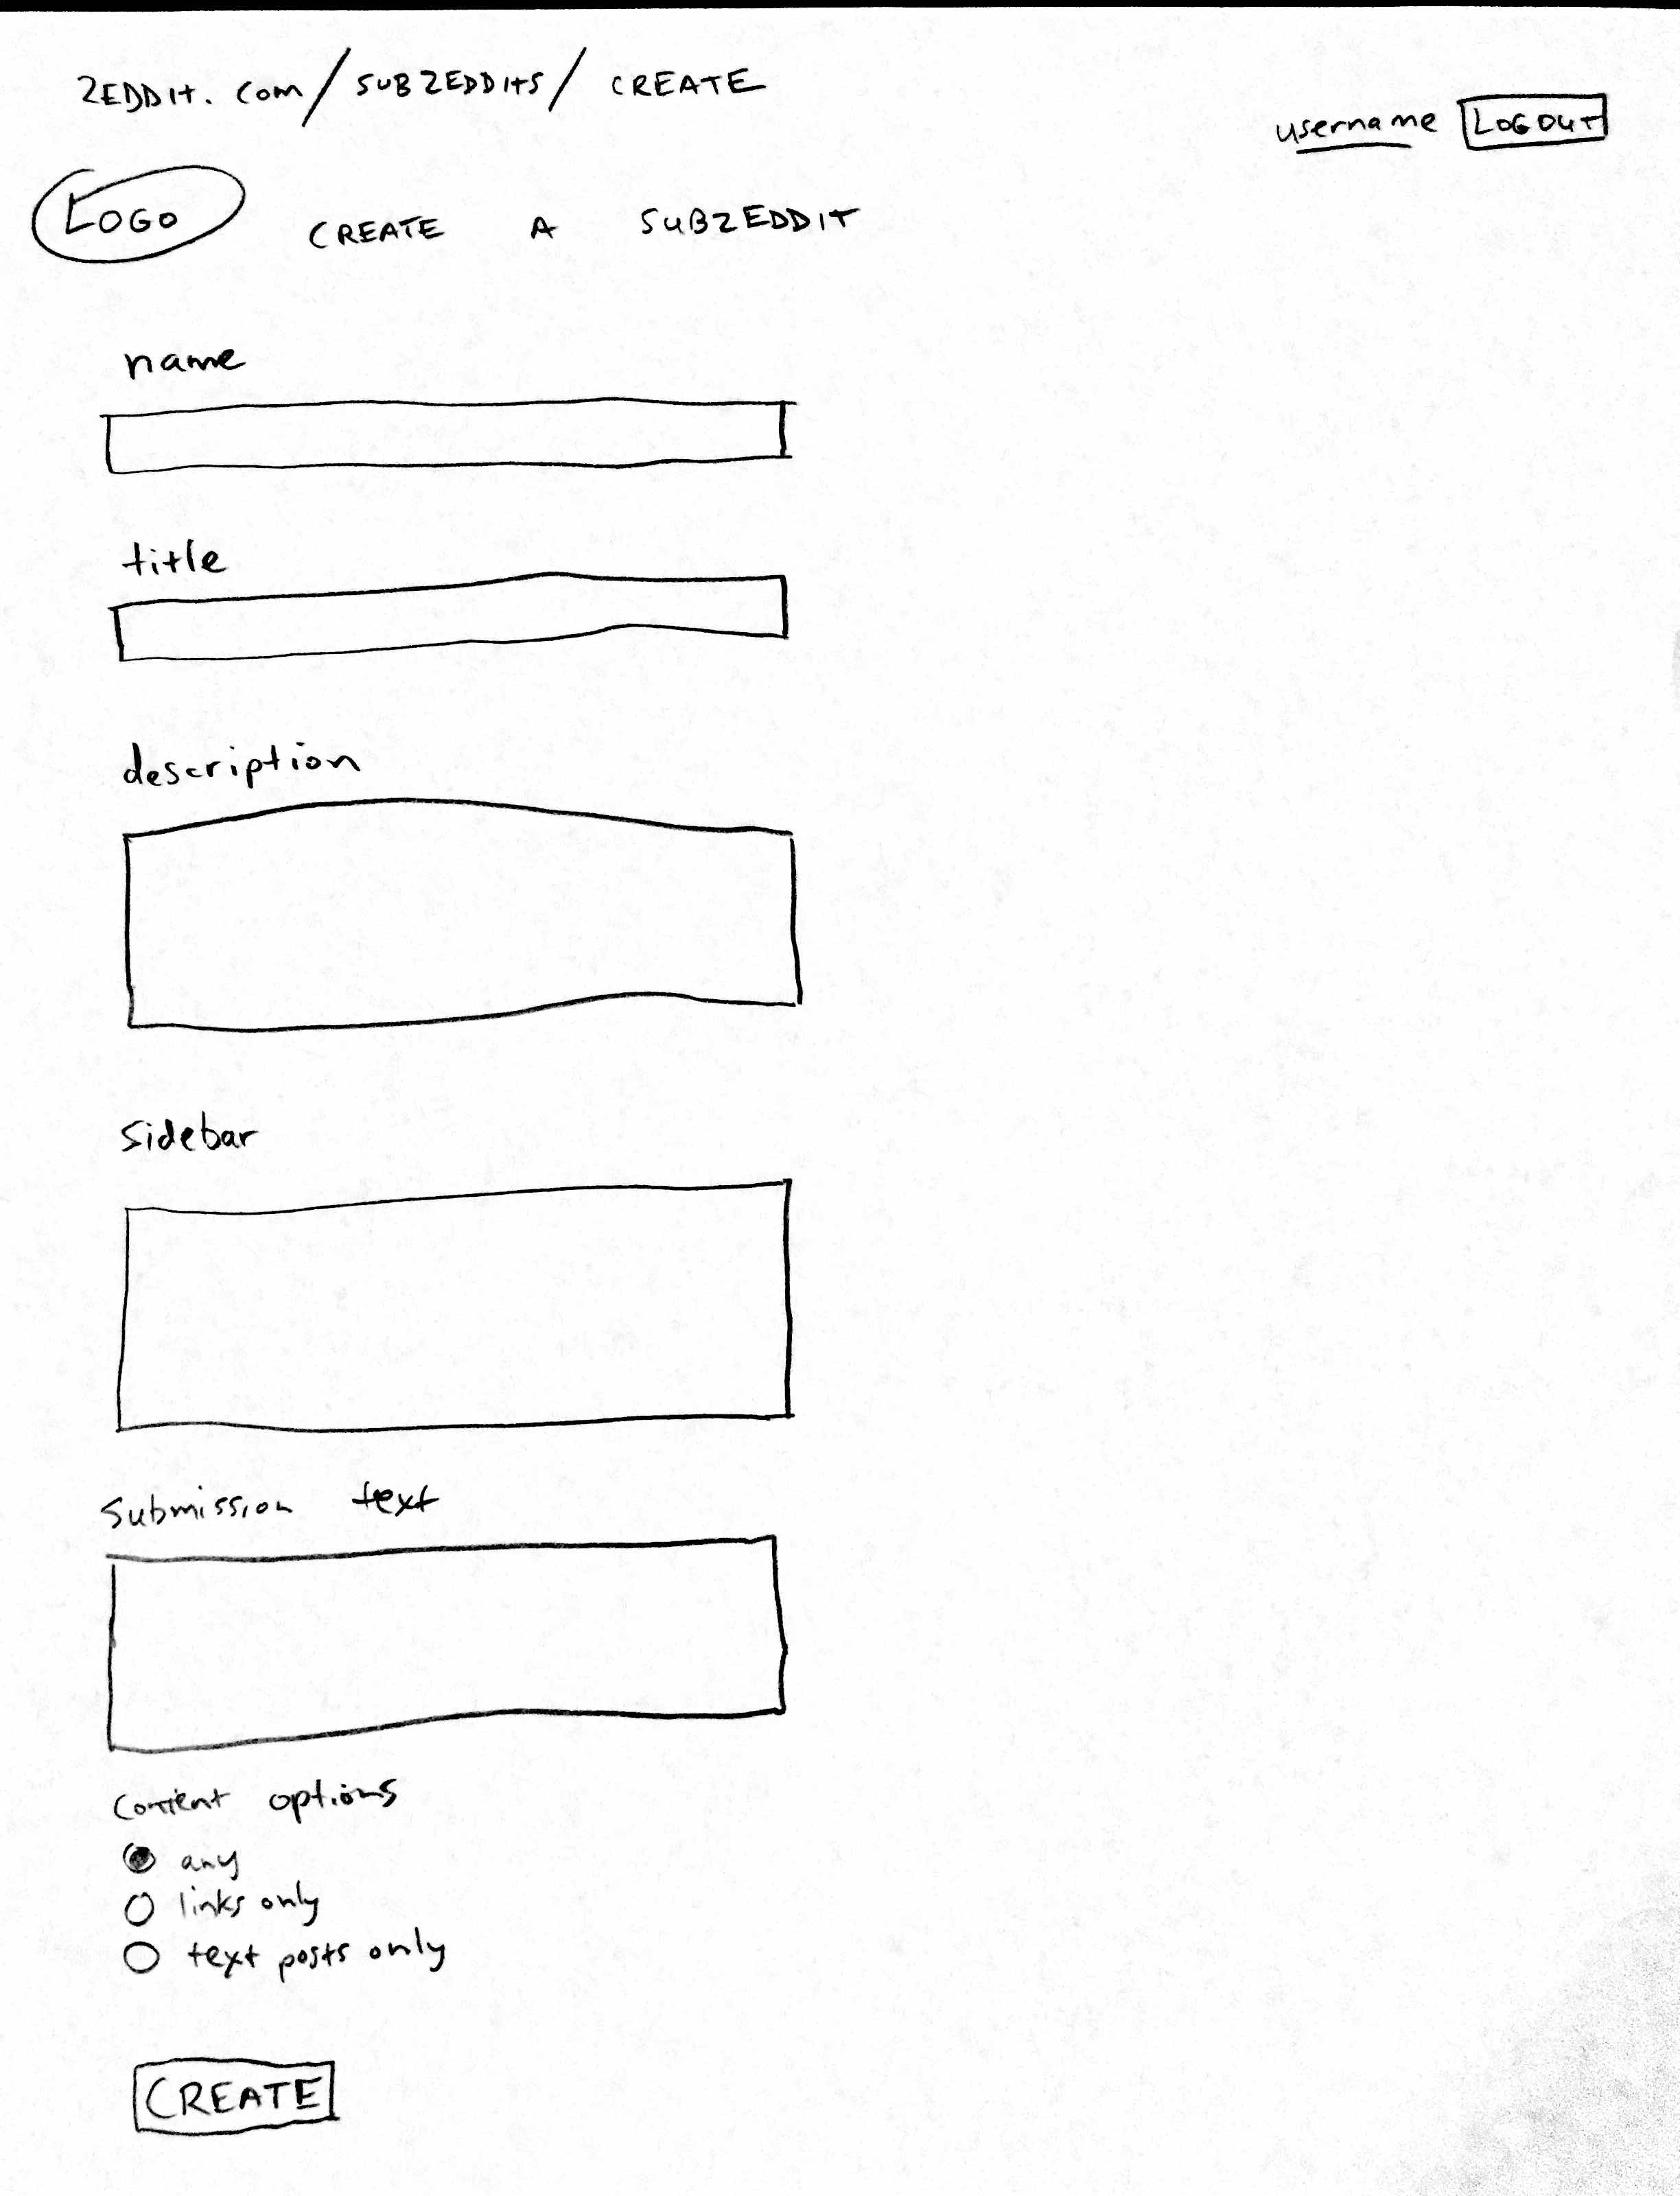 ZEDDIT.COM/SUBZEDDITS/CREATE
username LOGOUT
LOGO CREATE A SUBZEDDIT
name
title
description
sidebar
submission text
content options
any
links only
text posts only
CREATE